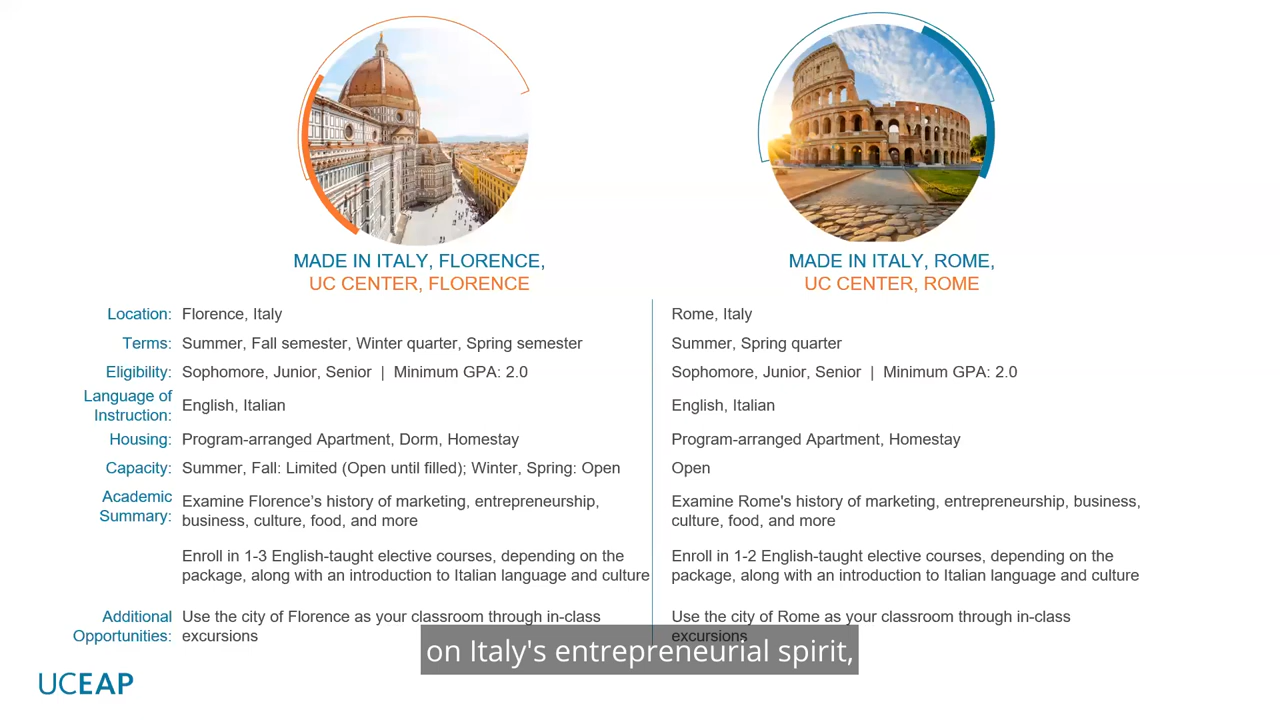 MADE IN ITALY, FLORENCE,
UC CENTER, FLORENCE
Location: Florence, Italy
Terms: Summer, Fall semester, Winter quarter, Spring semester
Eligibility: Sophomore, Junior, Senior | Minimum GPA: 2.0
Language of
Instruction: English, Italian
Housing: Program-arranged Apartment, Dorm, Homestay
Capacity: Summer, Fall: Limited (Open until filled); Winter, Spring: Open
Academic
Summary:
Examine Florence’s history of marketing, entrepreneurship,
business, culture, food, and more
Enroll in 1-3 English-taught elective courses, depending on the
package, along with an introduction to Italian language and culture
Additional
Opportunities:
Use the city of Florence as your classroom through in-class
excursions
MADE IN ITALY, ROME,
UC CENTER, ROME
Rome, Italy
Summer, Spring quarter
Sophomore, Junior, Senior | Minimum GPA: 2.0
English, Italian
Program-arranged Apartment, Homestay
Open
Examine Rome's history of marketing, entrepreneurship, business,
culture, food, and more
Enroll in 1-2 English-taught elective courses, depending on the
package, along with an introduction to Italian language and culture
Use the city of Rome as your classroom through in-class
excursions
on Italy's entrepreneurial spirit,
UCEAP